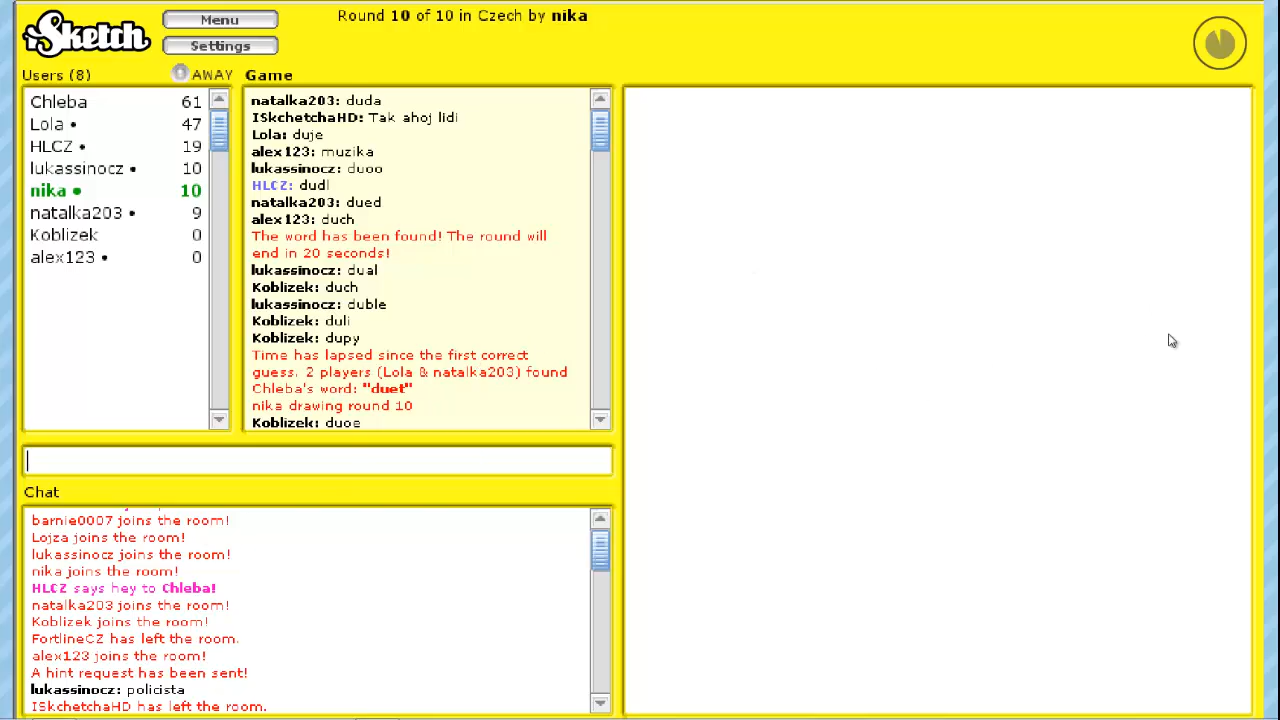 iSketch
Menu
Settings
Round 10 of 10 in Czech by nika
Users (8)
AWAY
Chleba 61
Lola • 47
HLCZ • 19
lukassinocz • 10
nika • 10
natalka203 • 9
Koblizek 0
alex123 • 0
Game
natalka203: duda
ISkchetchaHD: Tak ahoj lidi
Lola: duje
alex123: muzika
lukassinocz: duoo
HLCZ: dudl
natalka203: dued
alex123: duch
The word has been found! The round will
end in 20 seconds!
lukassinocz: dual
Koblizek: duch
lukassinocz: duble
Koblizek: duli
Koblizek: dupy
Time has lapsed since the first correct
guess. 2 players (Lola & natalka203) found
Chleba's word: "duet"
nika drawing round 10
Koblizek: duoe
Chat
barnie0007 joins the room!
Lojza joins the room!
lukassinocz joins the room!
nika joins the room!
HLCZ says hey to Chleba!
natalka203 joins the room!
Koblizek joins the room!
FortlineCZ has left the room.
alex123 joins the room!
A hint request has been sent!
lukassinocz: policista
ISkchetchaHD has left the room.